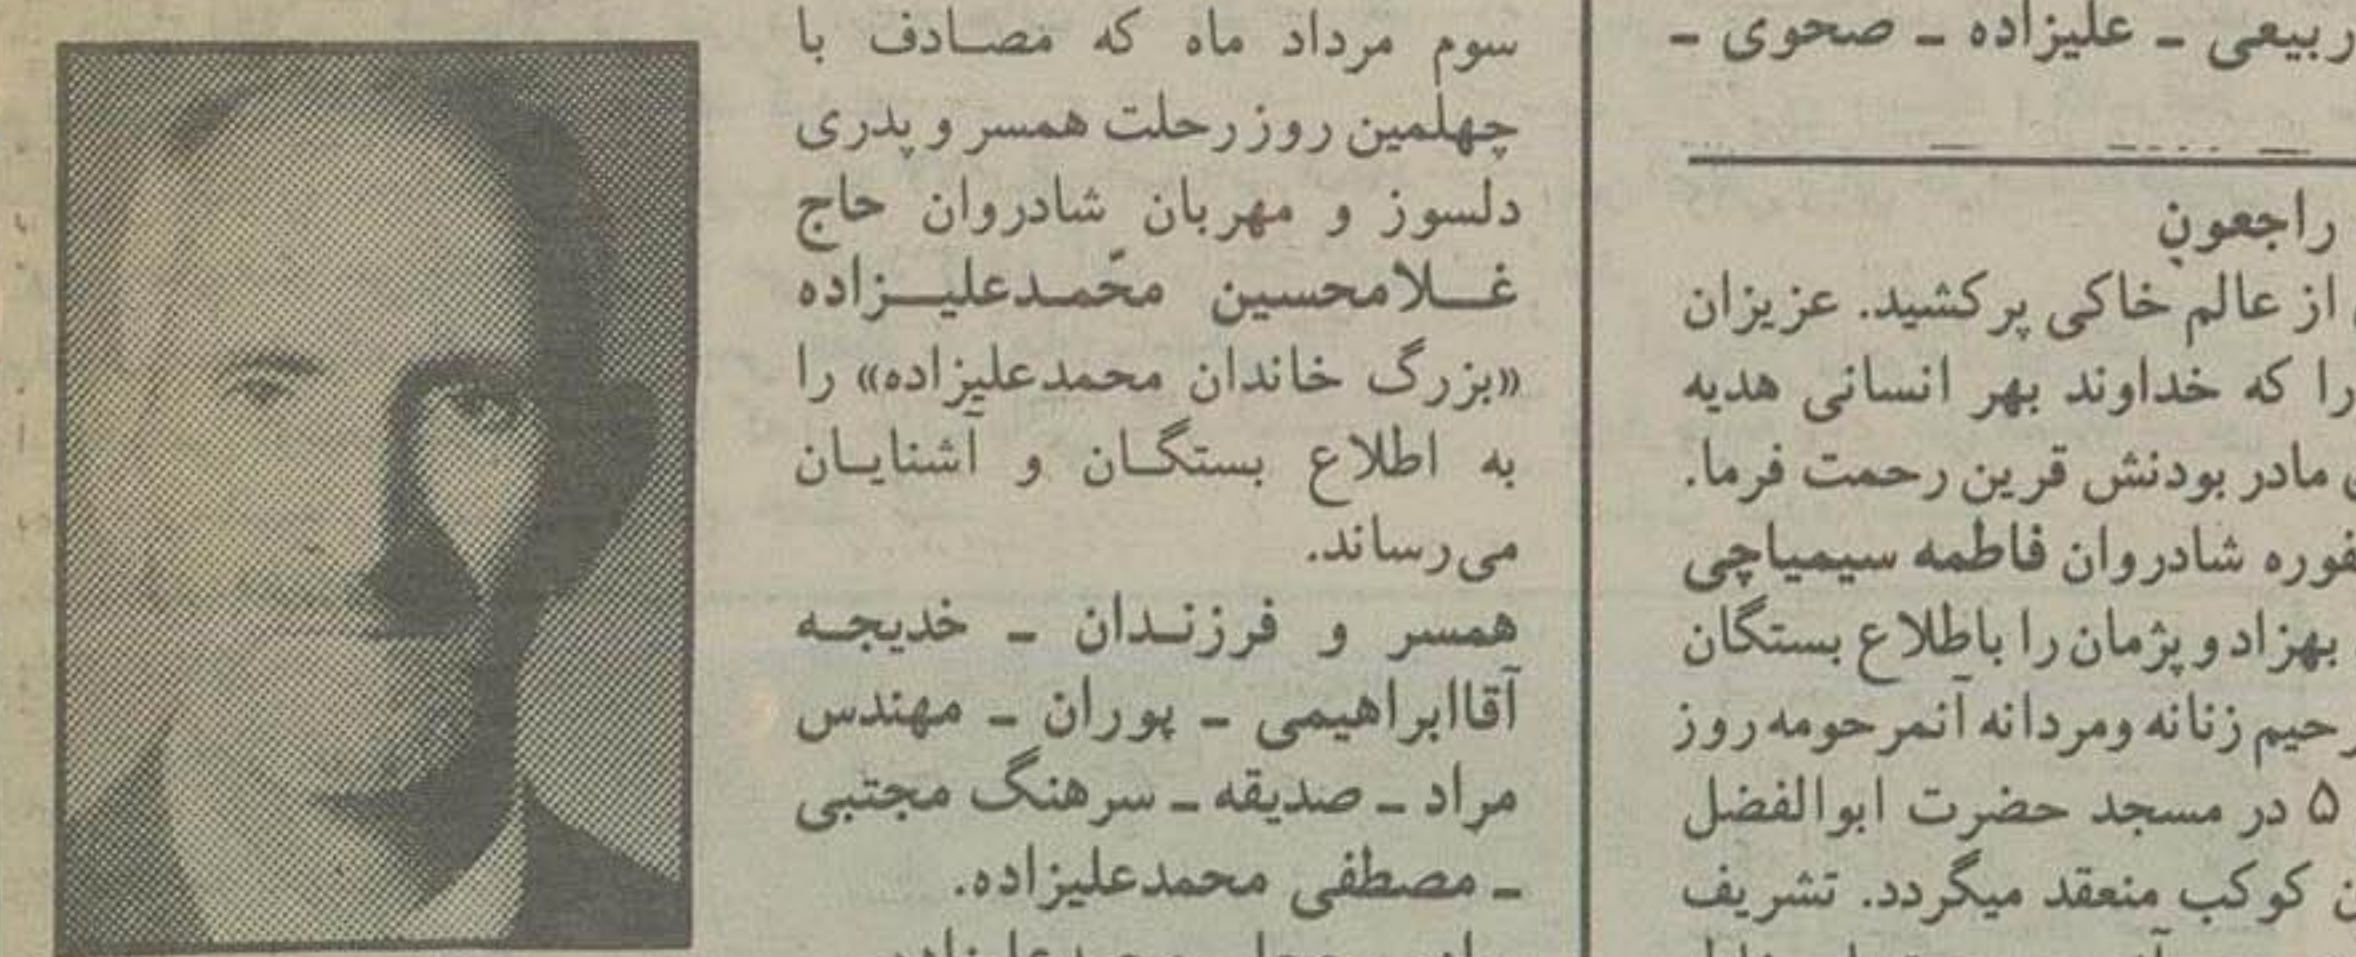 ربیعی ـ علیزاده ـ صحوی ـ
راجعون
از عالم خاکی پرکشید. عزیزان
را که خداوند بهر انسانی هدیه
مادر بودنش قرین رحمت فرما.
شادروان فاطمه سیمیاچی
بهزاد و پژمان را باطلاع بستگان
زنانه ومردانه آنمرحومه روز
۵ در مسجد حضرت ابوالفضل
کوکب منعقد میگردد. تشریف
سوم مرداد ماه که مصادف با
چهلمین روز رحلت همسر و پدری
دلسوز و مهربان شادروان حاج
غلامحسین محّمدعلیزاده
«بزرگ خاندان محمدعلیزاده» را
به اطلاع بستگان و آشنایان
می‌رساند.
همسر و فرزندان ـ خدیجه
آقاابراهیمی ـ پوران ـ مهندس
مراد ـ صدیقه ـ سرهنگ مجتبی
ـ مصطفی محمدعلیزاده.